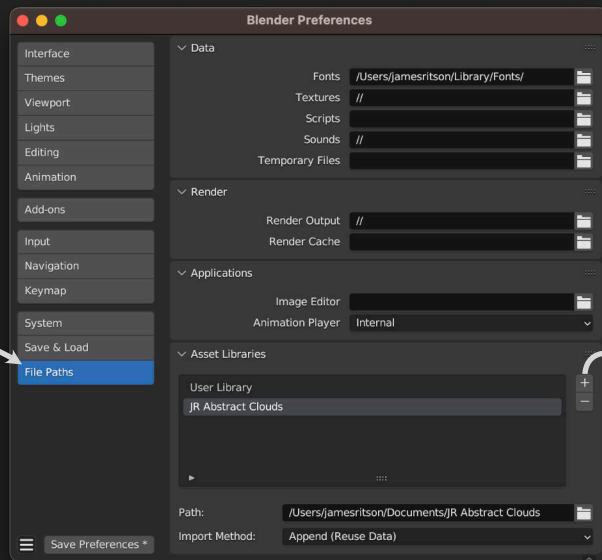 Blender Preferences
Interface
Themes
Viewport
Lights
Editing
Animation
Add-ons
Input
Navigation
Keymap
System
Save & Load
File Paths
Save Preferences *
Data
Fonts /Users/jamesritson/Library/Fonts/
Textures //
Scripts
Sounds //
Temporary Files
Render
Render Output //
Render Cache
Applications
Image Editor
Animation Player Internal
Asset Libraries
User Library
JR Abstract Clouds
Path: /Users/jamesritson/Documents/JR Abstract Clouds
Import Method: Append (Reuse Data)